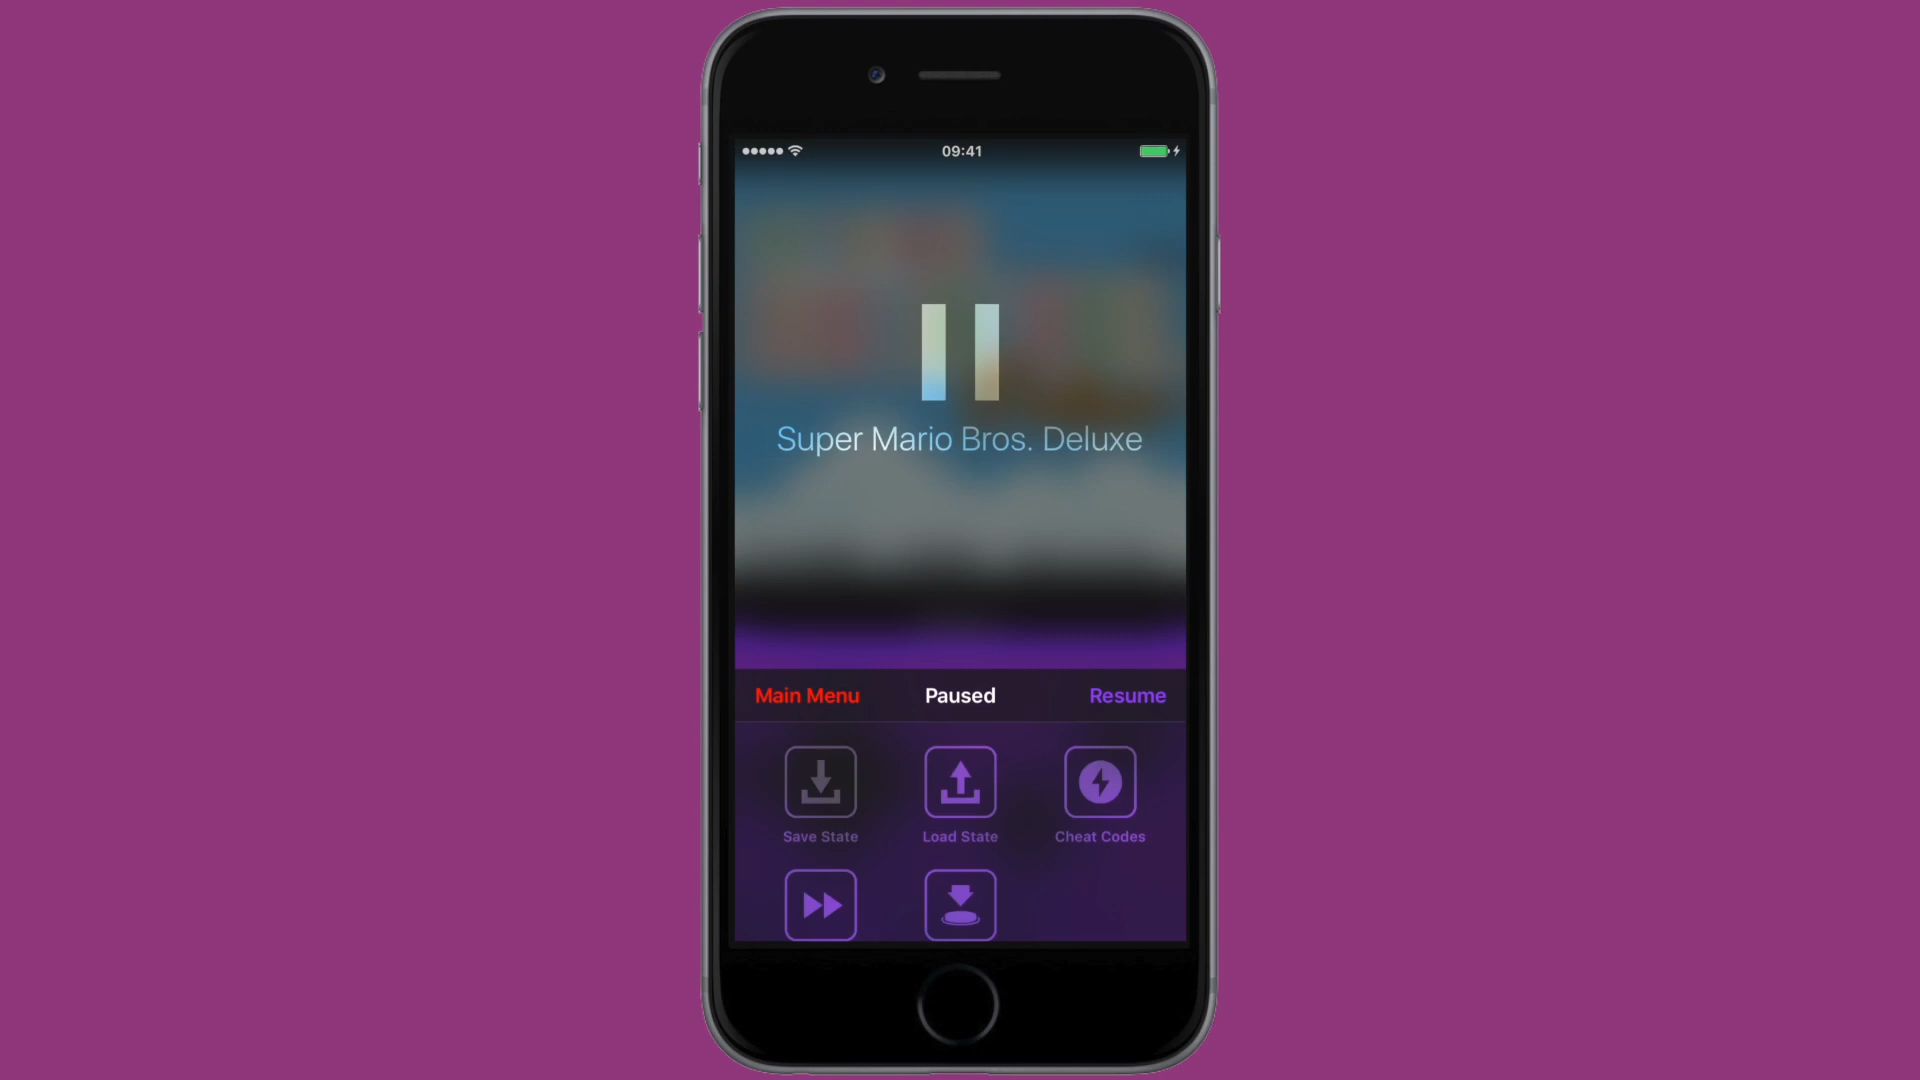 09:41
Super Mario Bros. Deluxe
Main Menu Paused Resume
Save State Load State Cheat Codes